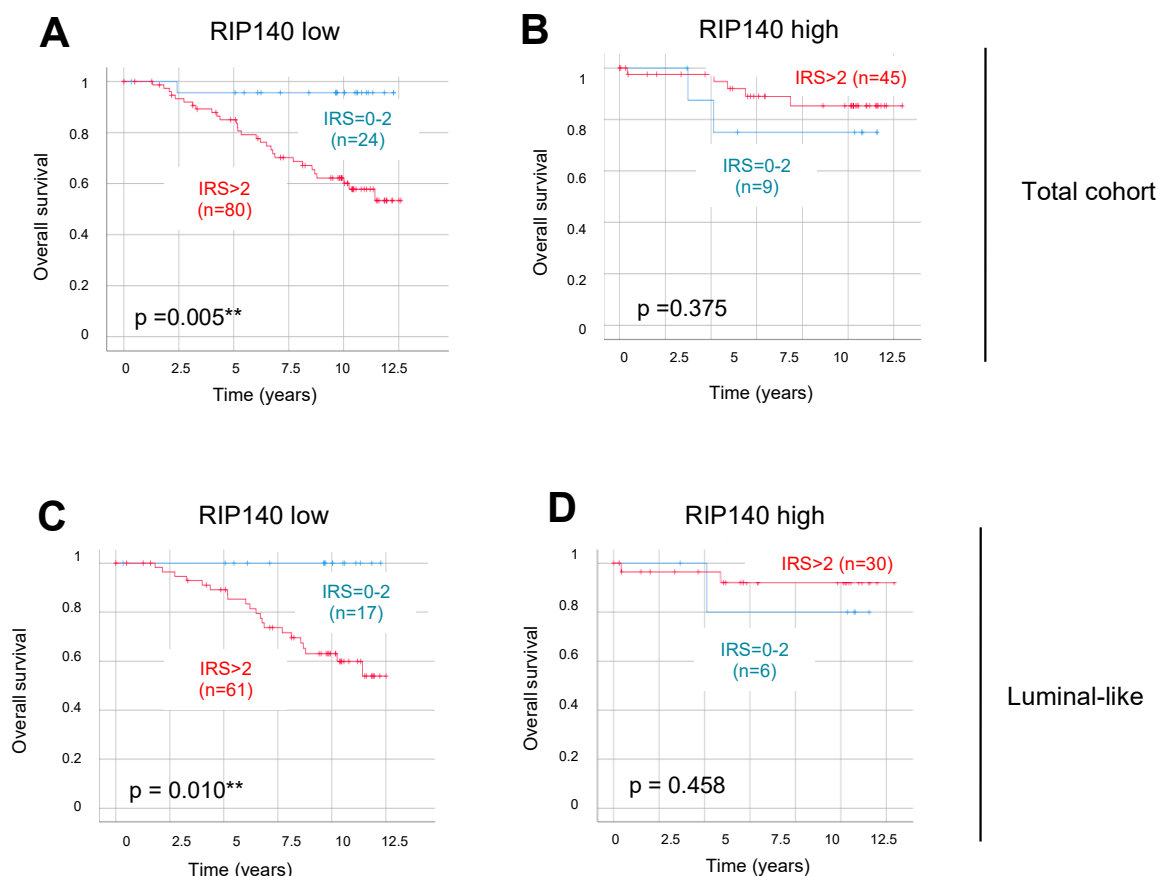 A
RIP140 low
1
0.8
0.6
0.4
0.2
0
Overall survival
IRS=0-2
(n=24)
IRS>2
(n=80)
p =0.005**
0 2.5 5 7.5 10 12.5
Time (years)
B
RIP140 high
1
0.8
0.6
0.4
0.2
0
Overall survival
IRS>2 (n=45)
IRS=0-2
(n=9)
p =0.375
0 2.5 5 7.5 10 12.5
Time (years)
Total cohort
C
RIP140 low
1
0.8
0.6
0.4
0.2
0
Overall survival
IRS=0-2
(n=17)
IRS>2
(n=61)
p = 0.010**
0 2.5 5 7.5 10 12.5
Time (years)
D
RIP140 high
1
0.8
0.6
0.4
0.2
0
Overall survival
IRS>2 (n=30)
IRS=0-2
(n=6)
p = 0.458
0 2.5 5 7.5 10 12.5
Time (years)
Luminal-like